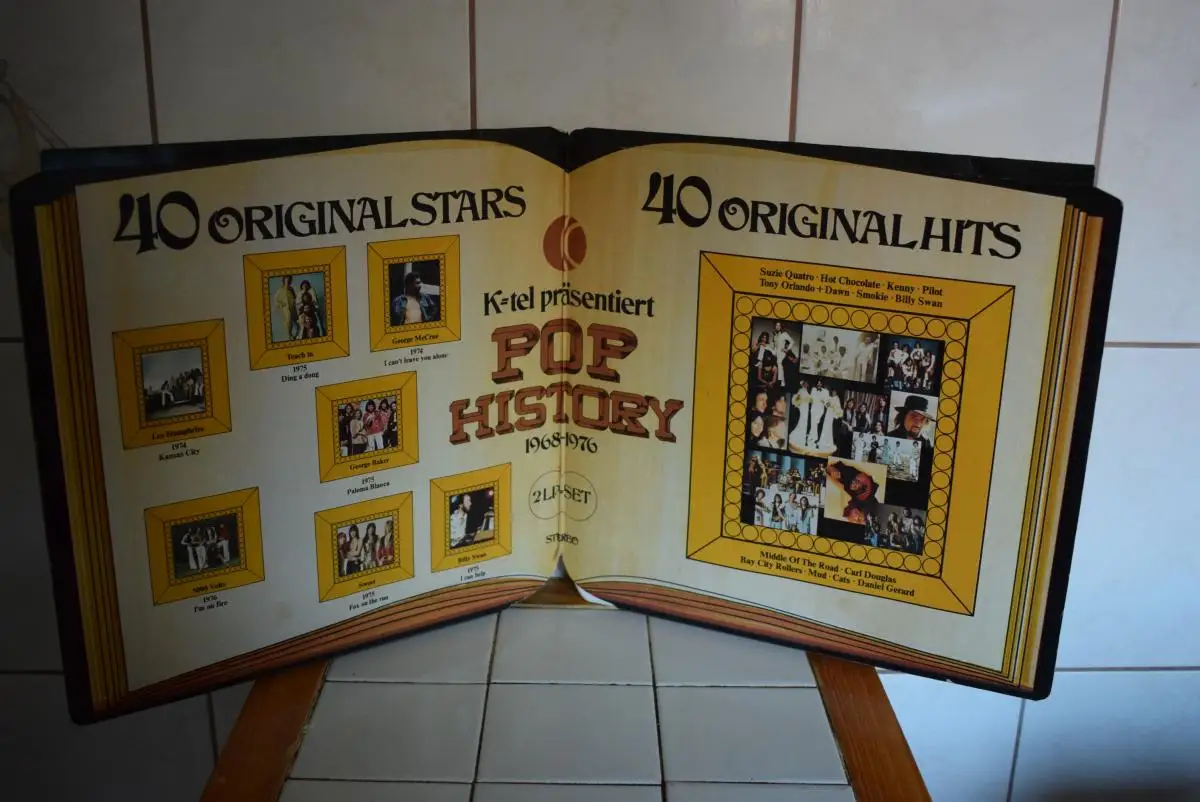 40 ORIGINAL STARS
Teach in
1975
Ding a dong
George McCrae
1974
I can't leave you alone
Les Humphries
1974
Kansas City
George Baker
1975
Paloma Blanca
5000 Volts
1976
I'm on fire
Sweet
1975
Fox on the run
Billy Swan
1975
I can help
K-tel präsentiert
POP
HISTORY
1968-1976
2 LP-SET
STEREO
40 ORIGINAL HITS
Suzie Quatro · Hot Chocolate · Kenny · Pilot
Tony Orlando + Dawn · Smokie · Billy Swan
Middle Of The Road · Carl Douglas
Bay City Rollers · Mud · Cats · Daniel Gerard